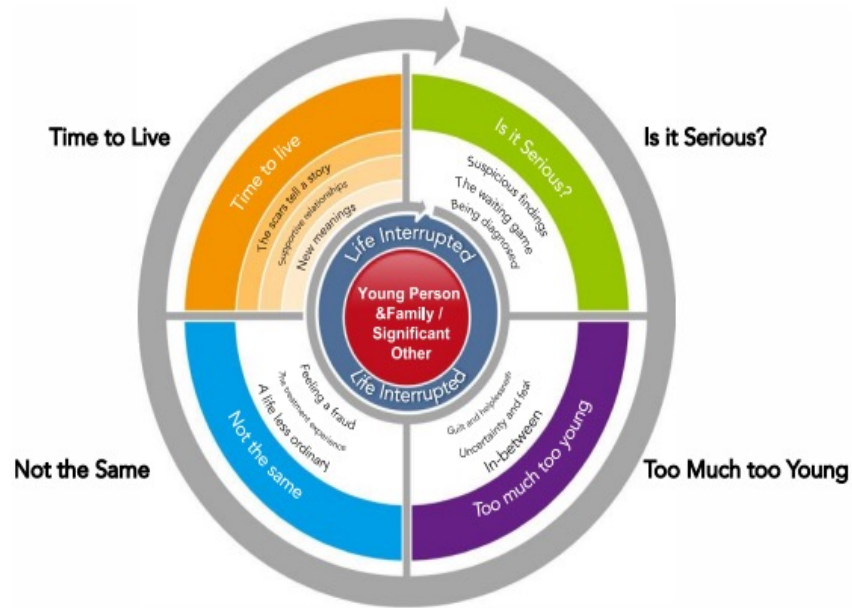 Time to Live
Is it Serious?
Time to live
The scars tell a story
Supportive relationships
New meanings
Is it Serious?
Suspicious findings
The waiting game
Being diagnosed
Life Interrupted
Young Person
&Family /
Significant
Other
Life Interrupted
Feeling a fraud
The treatment experience
A life less ordinary
Not the same
Guilt and helplessness
Uncertainty and fear
In-between
Too much too young
Not the Same
Too Much too Young